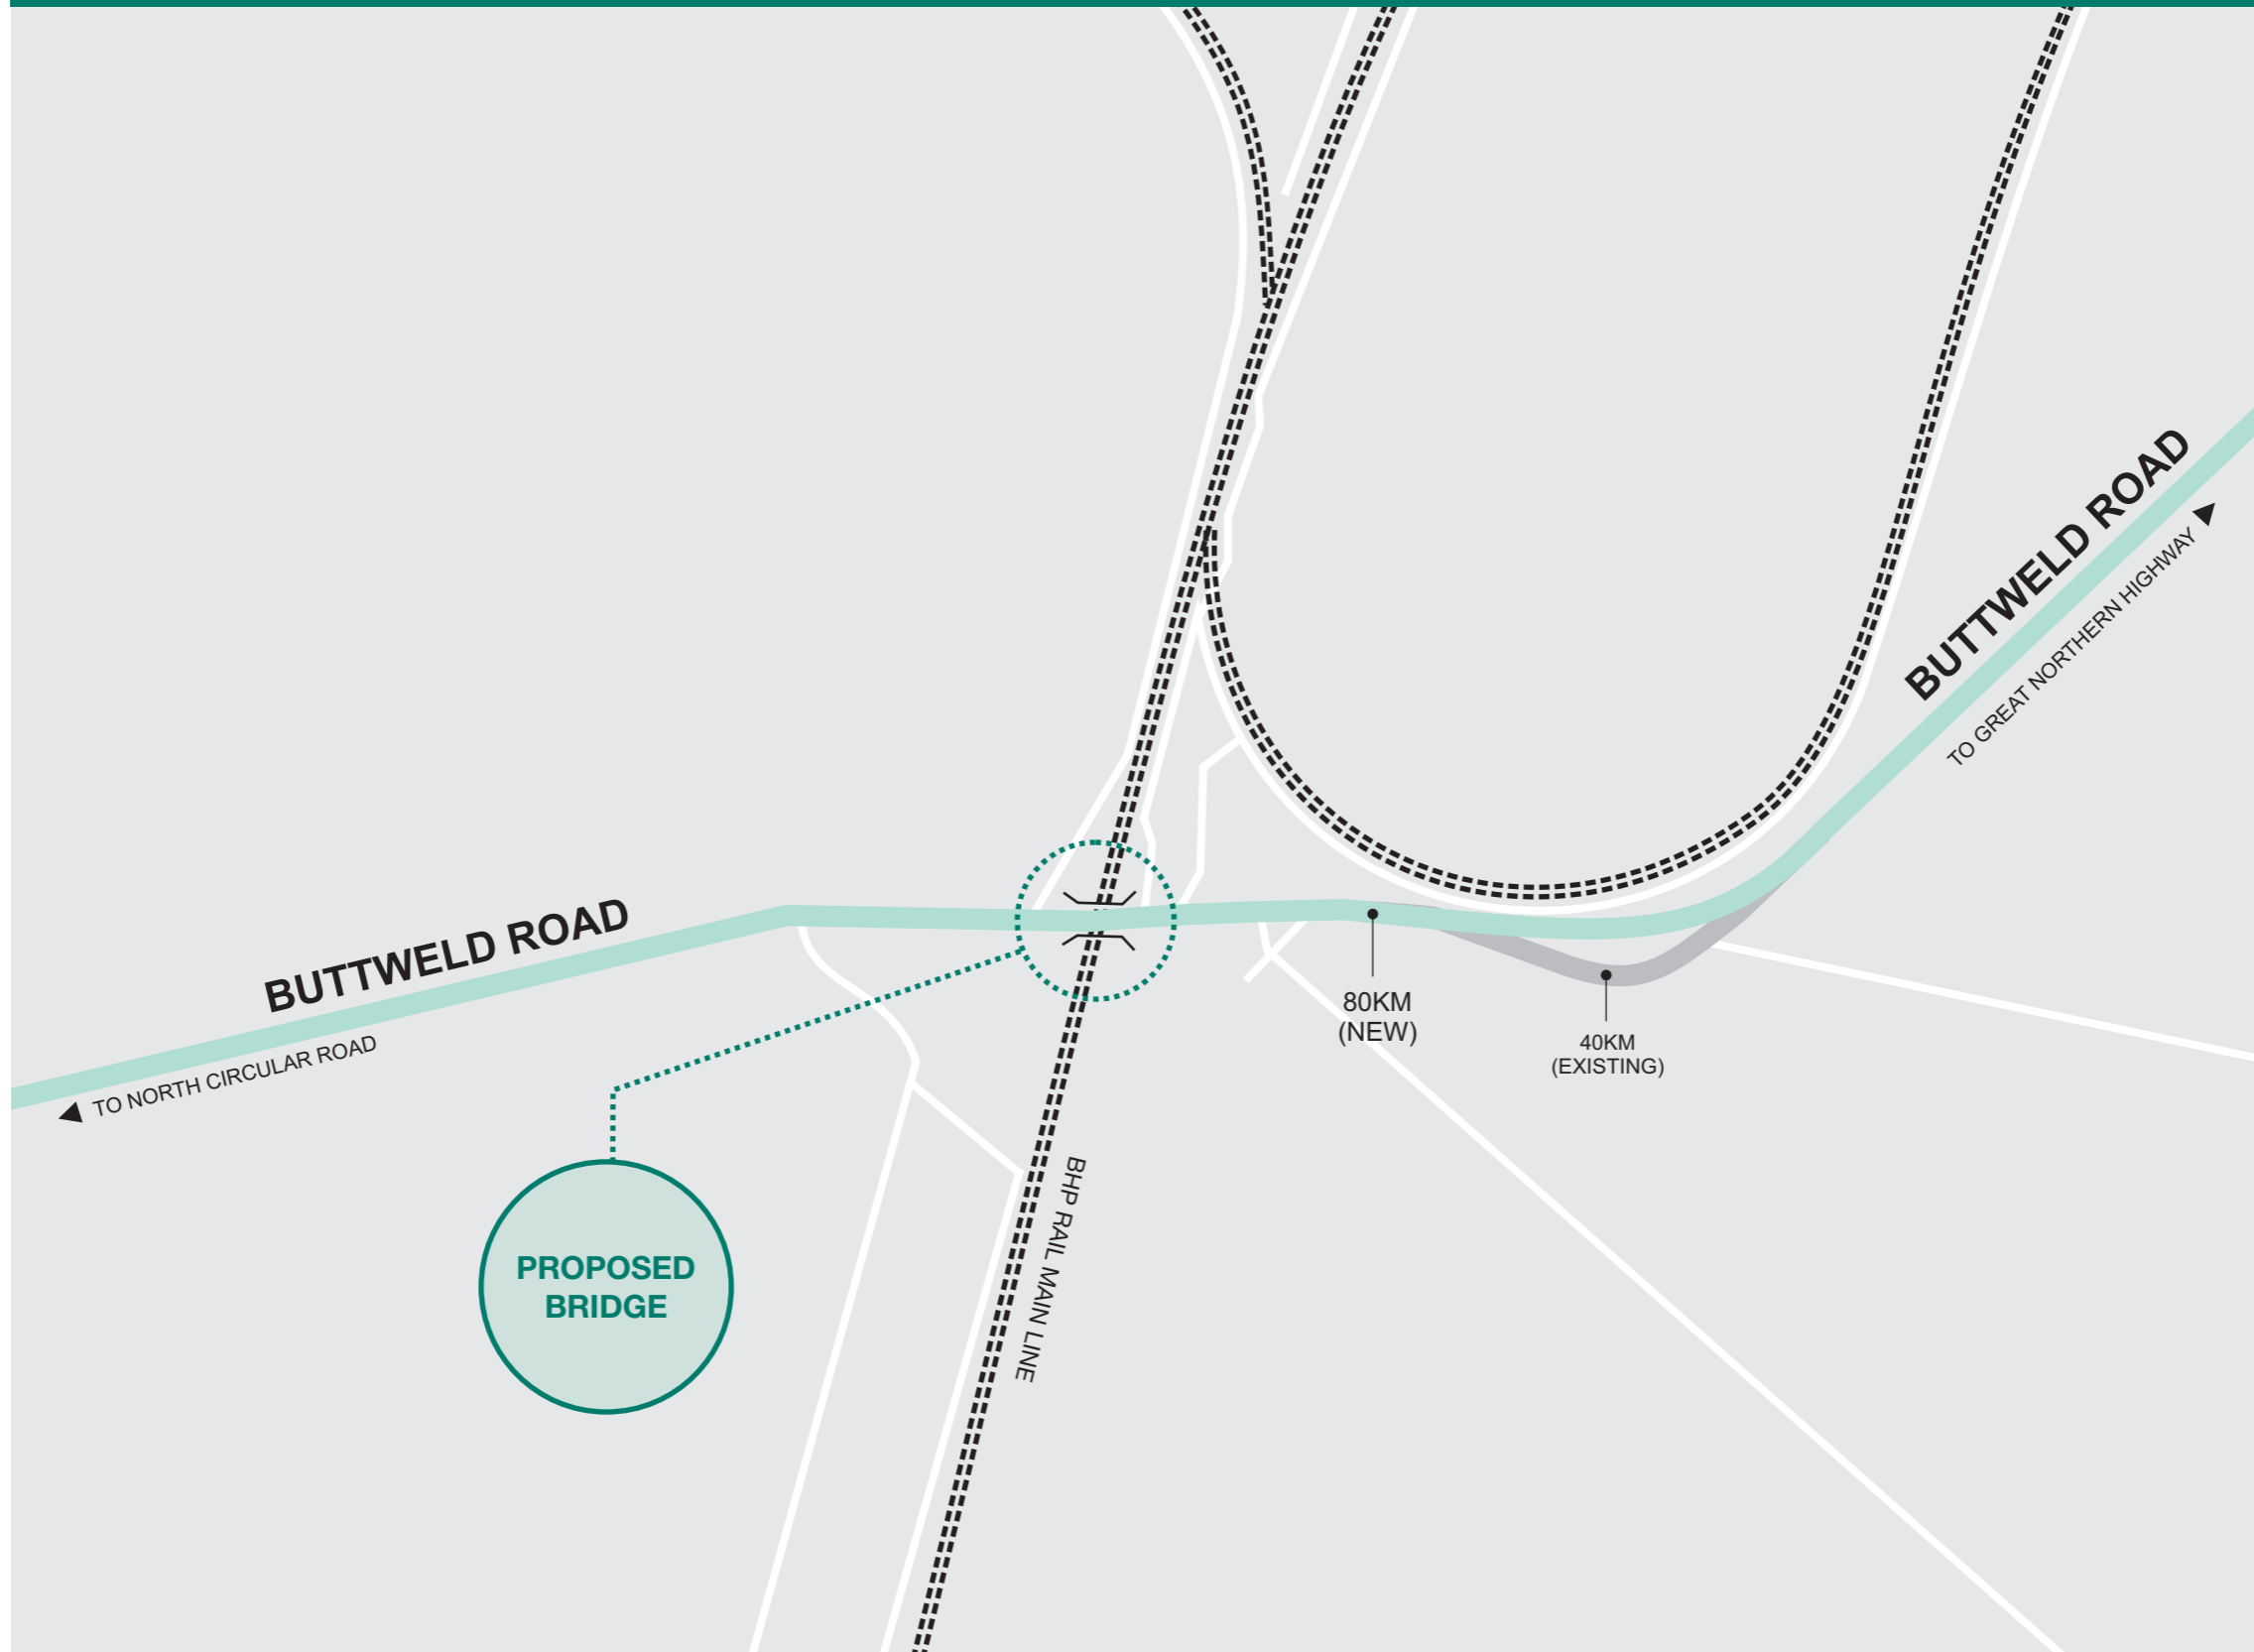 BUTTWELD ROAD
TO GREAT NORTHERN HIGHWAY
BUTTWELD ROAD
TO NORTH CIRCULAR ROAD
80KM
(NEW)
40KM
(EXISTING)
BHP RAIL MAIN LINE
PROPOSED
BRIDGE